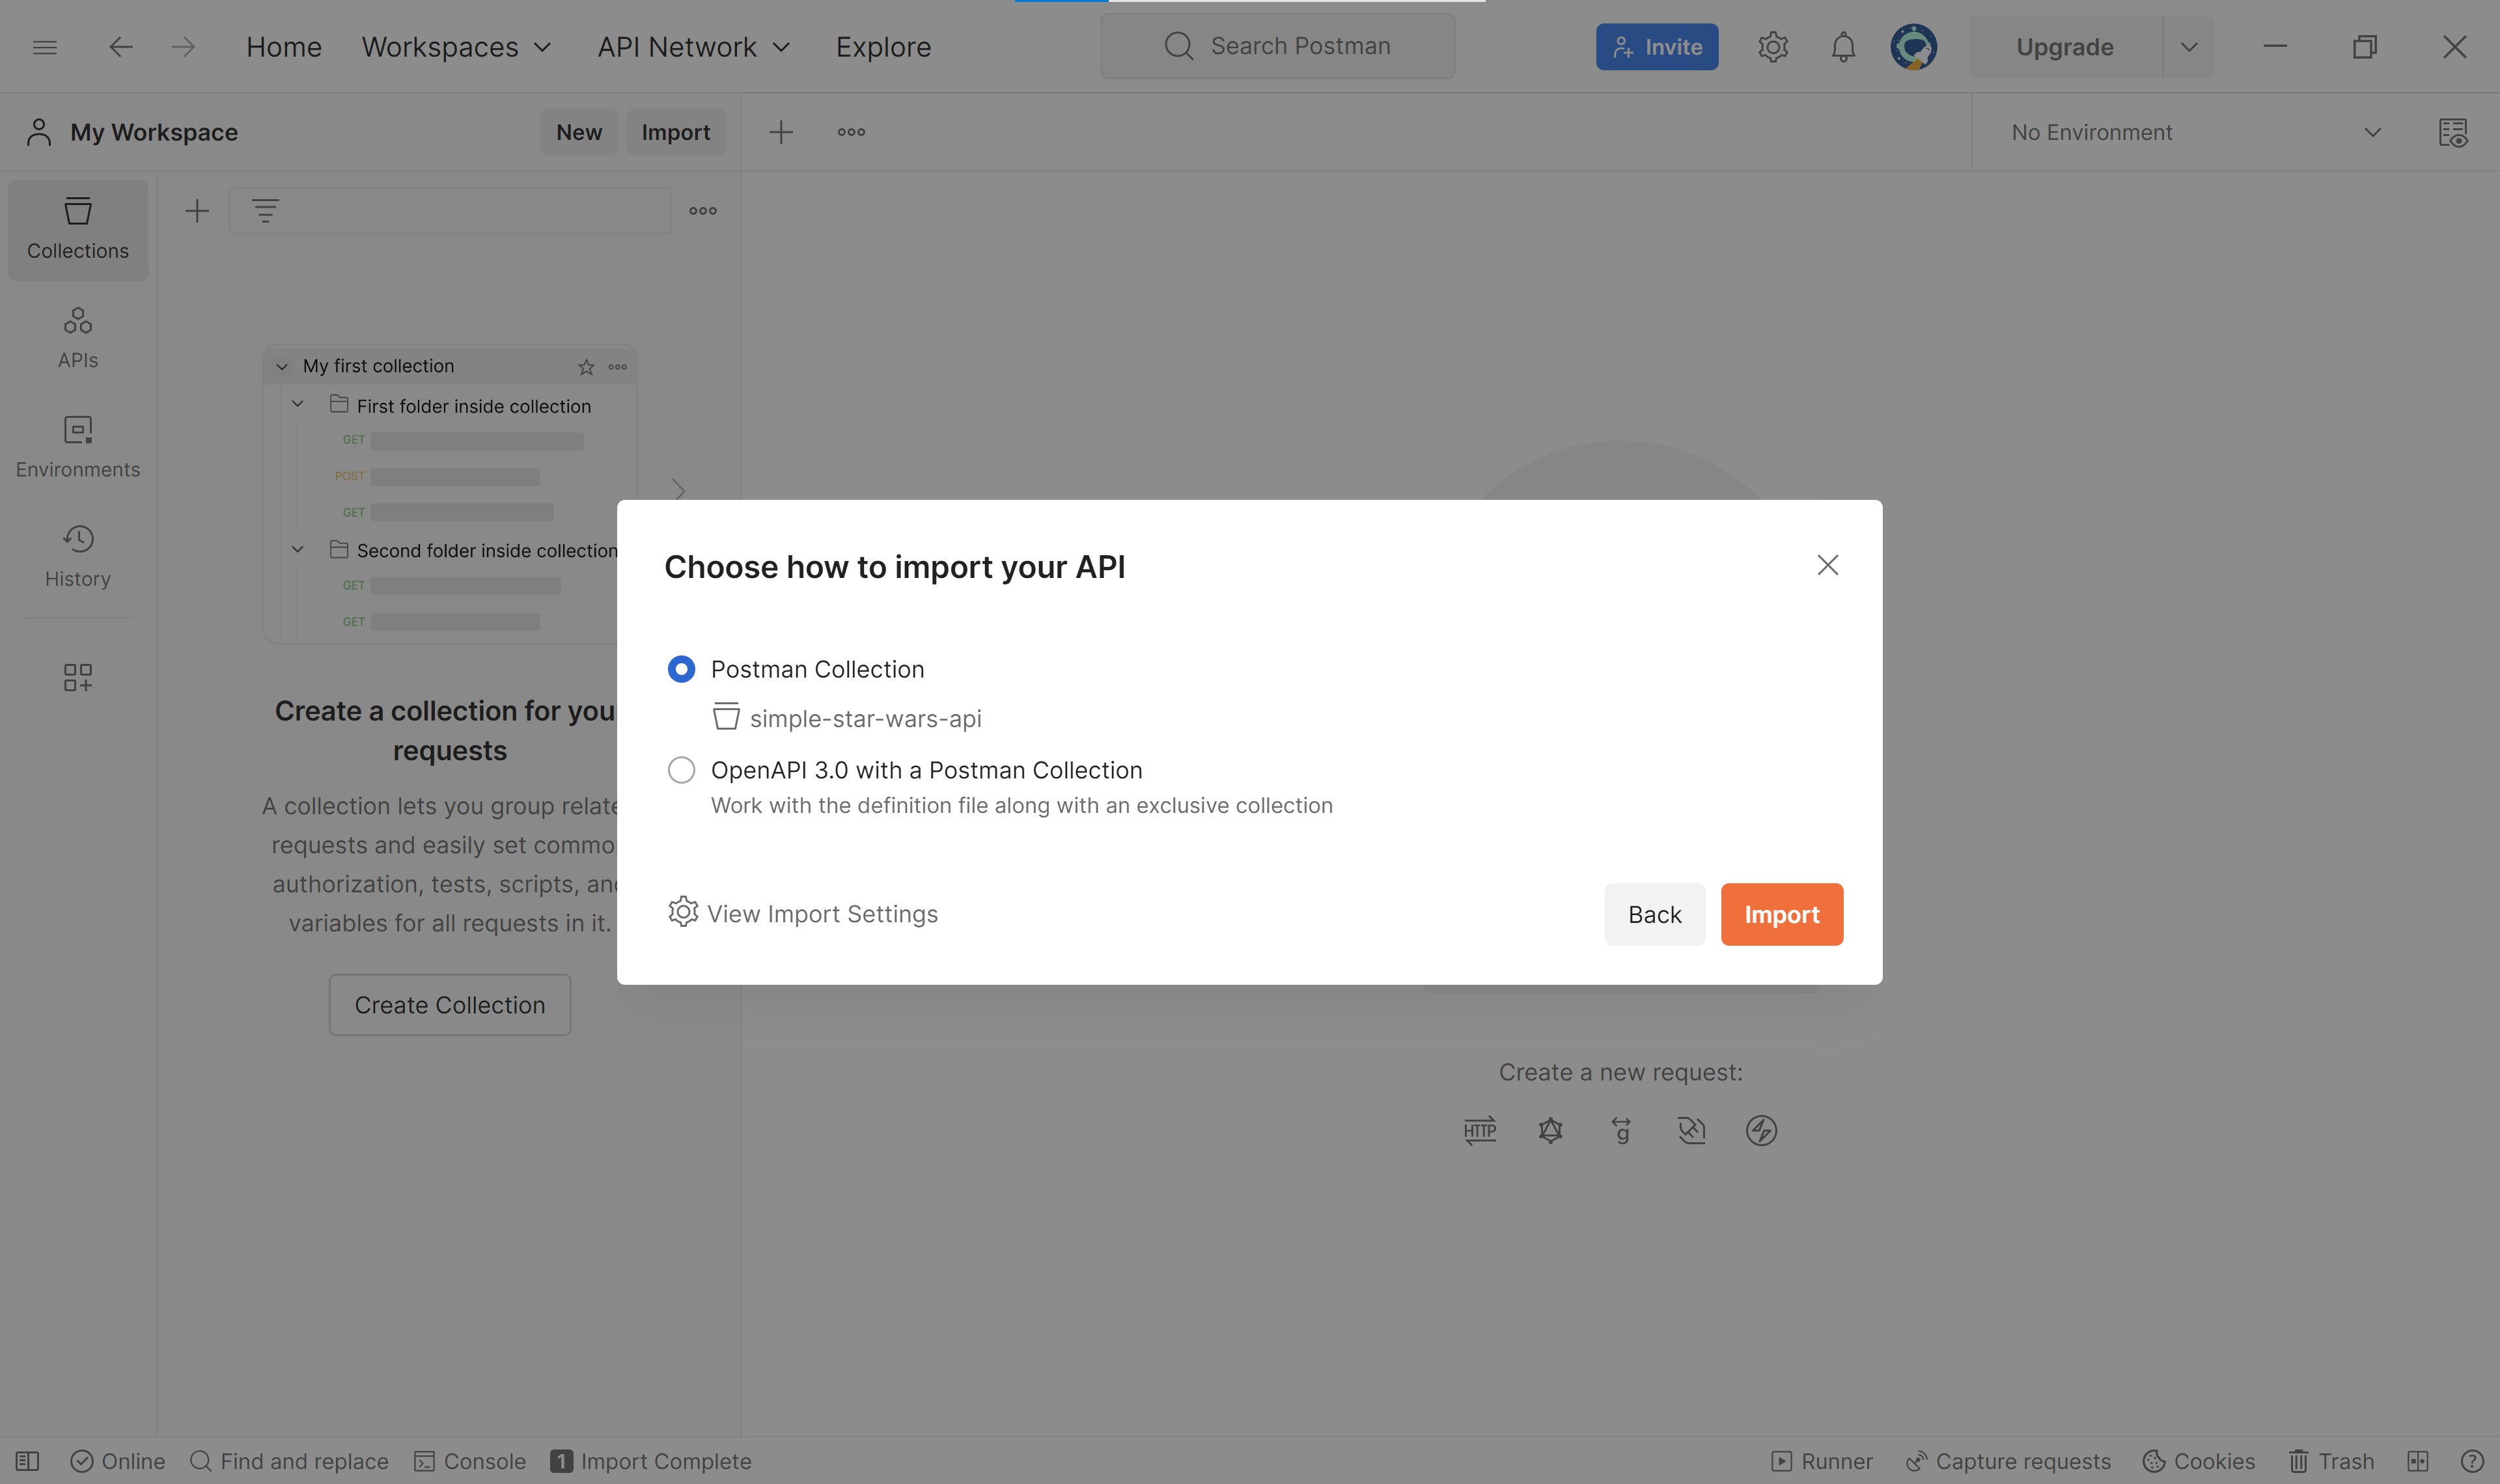 Home
Workspaces
API Network
Explore
Search Postman
Invite
Upgrade
My Workspace
New
Import
No Environment
Collections
APIs
Environments
History
My first collection
First folder inside collection
GET
POST
GET
Second folder inside collection
GET
GET
Create a collection for you
requests
A collection lets you group relate
requests and easily set commo
authorization, tests, scripts, an
variables for all requests in it.
Create Collection
Choose how to import your API
Postman Collection
simple-star-wars-api
OpenAPI 3.0 with a Postman Collection
Work with the definition file along with an exclusive collection
View Import Settings
Back
Import
Create a new request:
HTTP
g
Online
Find and replace
Console
1 Import Complete
Runner
Capture requests
Cookies
Trash